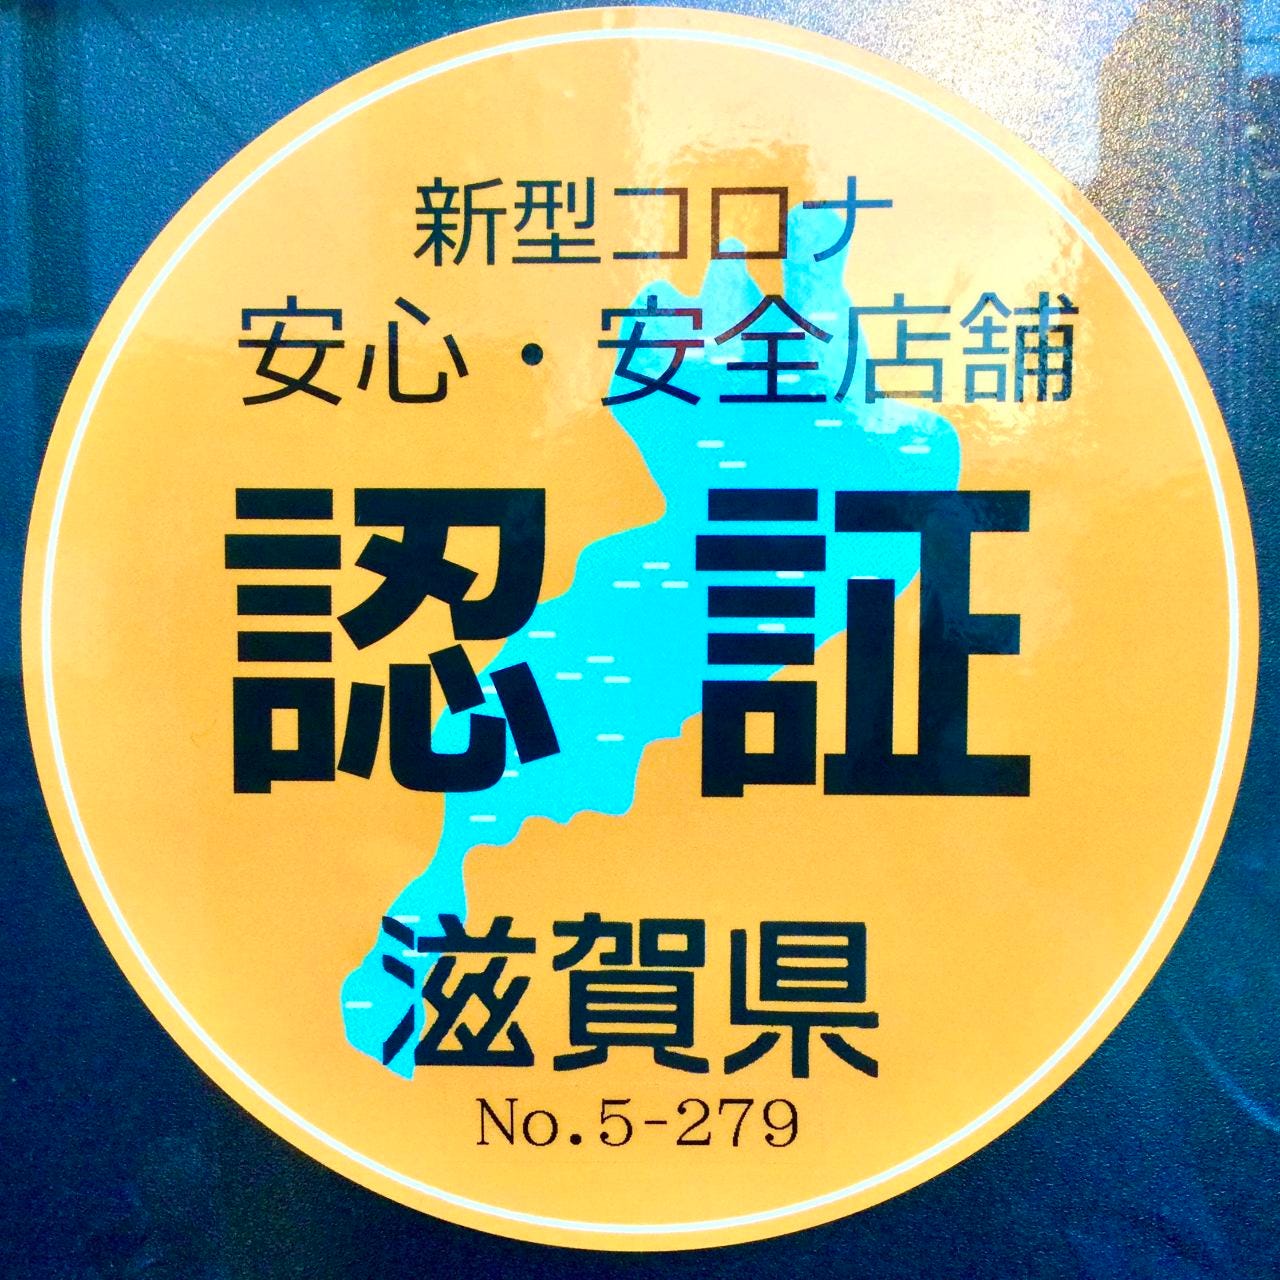 新型コロナ
安心・安全店舗
認証
滋賀県
No.5-279